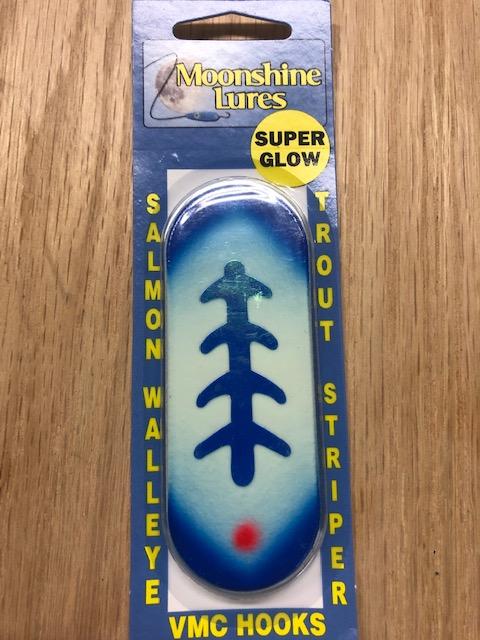 Moonshine
Lures
SUPER
GLOW
SALMON WALLEYE
TROUT STRIPER
VMC HOOKS